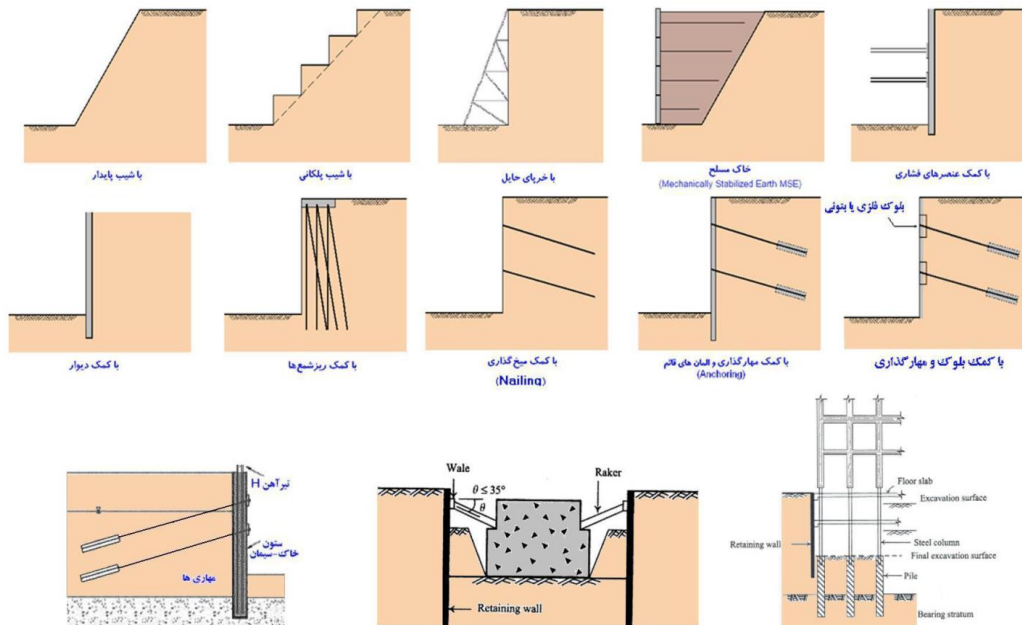 با شیب پایدار
با شیب پلکانی
با خرپای حایل
خاک مسلح
(Mechanically Stabilized Earth MSE)
با کمک عنصرهای فشاری
با کمک دیوار
با کمک ریزشمع‌ها
با کمک میخ‌گذاری
(Nailing)
با کمک مهارگذاری و المان های قائم
(Anchoring)
بلوک فلزی یا بتونی
با کمک بلوک و مهارگذاری
تیرآهن H
ستون
خاک-سیمان
مهاری ها
Wale
θ ≤ 35°
θ
Raker
Retaining wall
Floor slab
Excavation surface
Retaining wall
Steel column
Final excavation surface
Pile
Bearing stratum